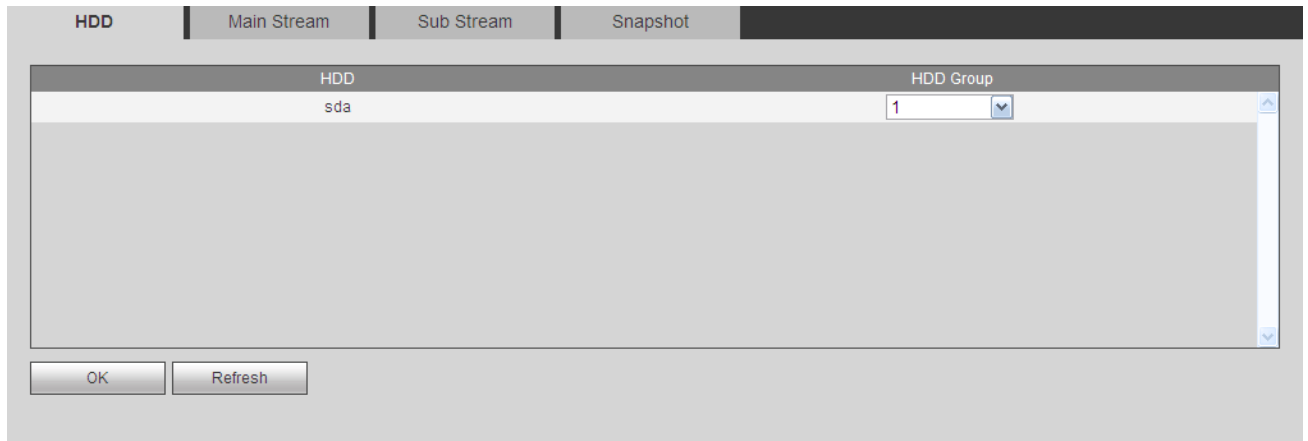 HDD Main Stream Sub Stream Snapshot
HDD HDD Group
sda 1
OK Refresh